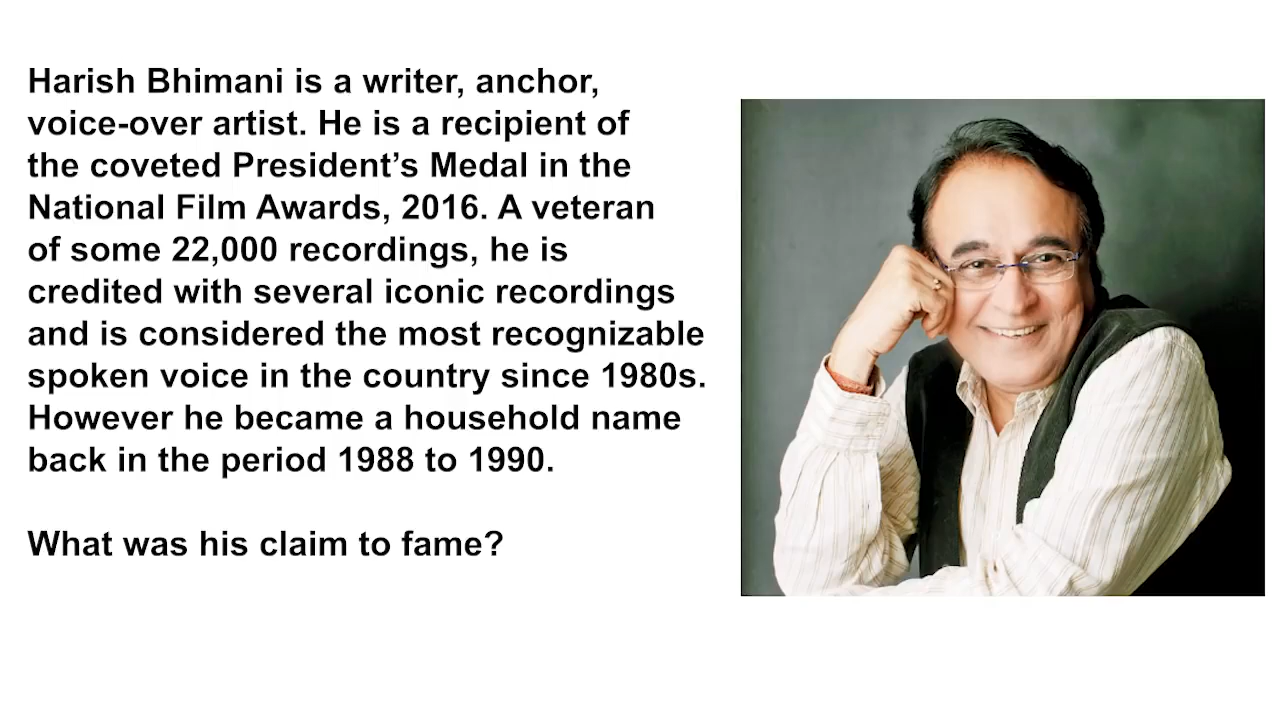 Harish Bhimani is a writer, anchor,
voice-over artist. He is a recipient of
the coveted President’s Medal in the
National Film Awards, 2016. A veteran
of some 22,000 recordings, he is
credited with several iconic recordings
and is considered the most recognizable
spoken voice in the country since 1980s.
However he became a household name
back in the period 1988 to 1990.
What was his claim to fame?